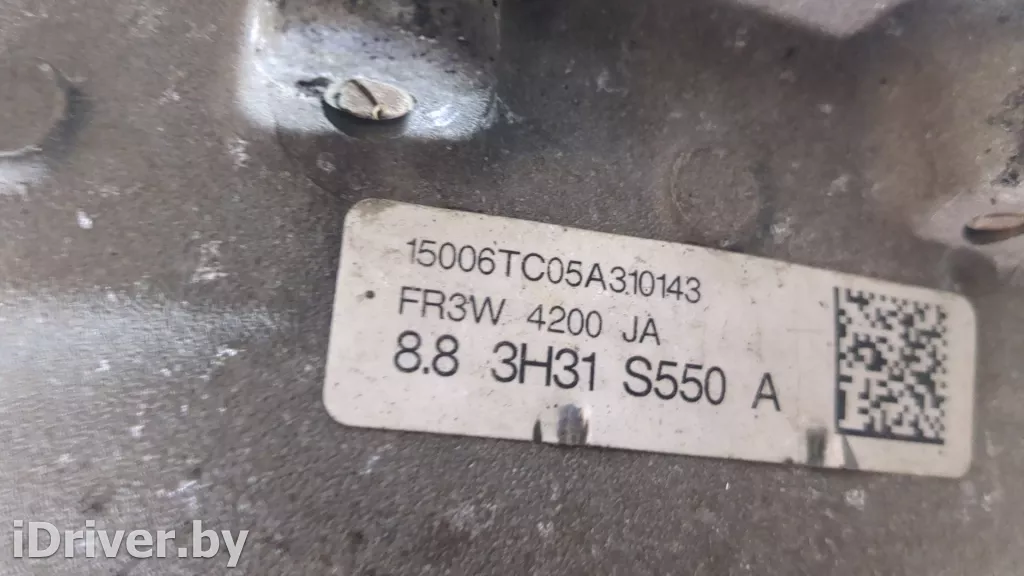 15006TC05A310143
FR3W 4200 JA
8.8 3H31 S550 A
iDriver.by